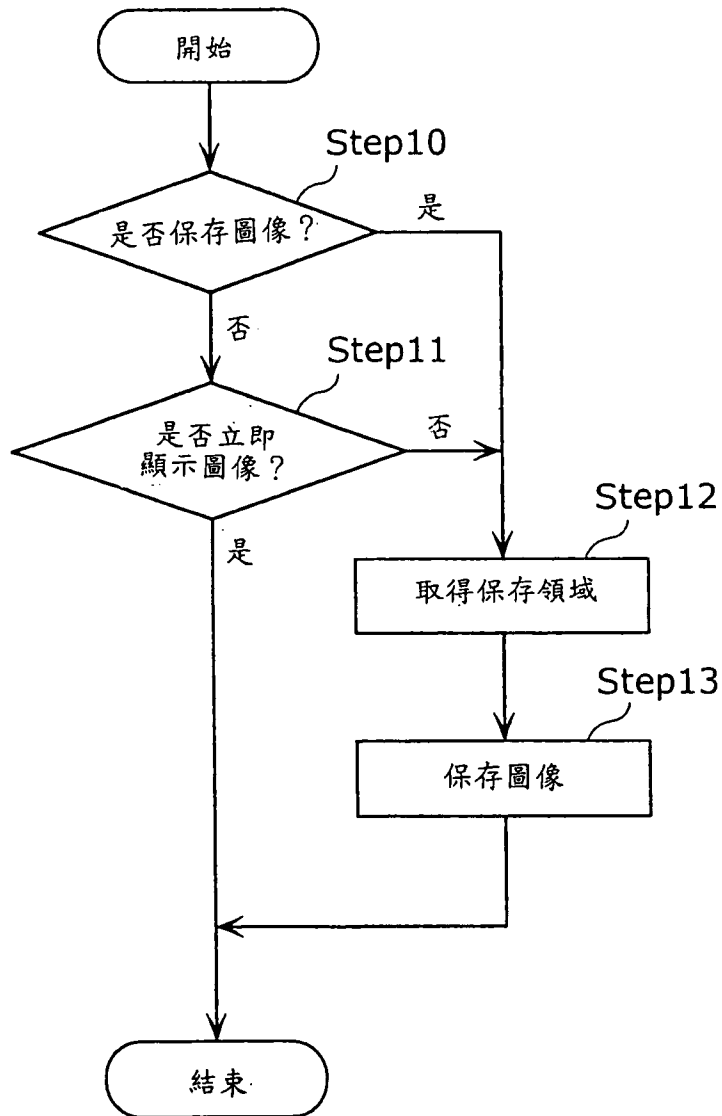 開始
Step10
是否保存圖像？
是
否
Step11
是否立即
顯示圖像？
否
是
Step12
取得保存領域
Step13
保存圖像
結束